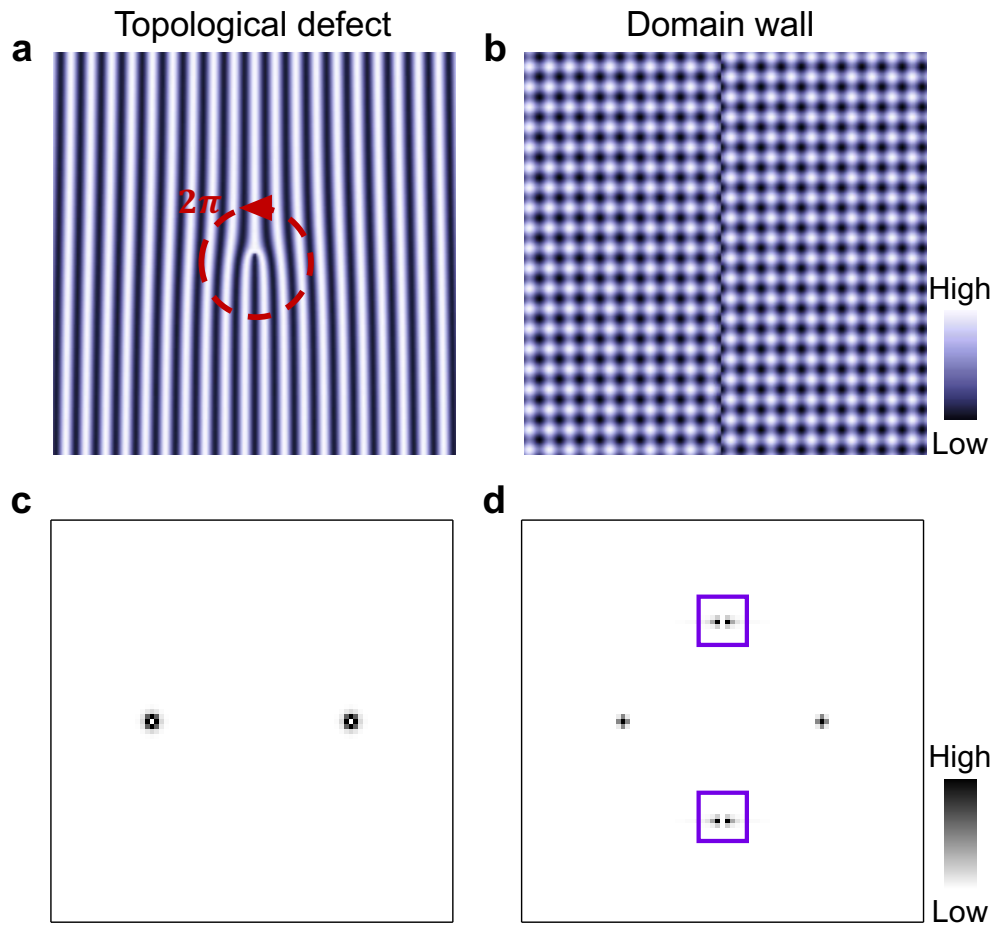 Topological defect
Domain wall
a
b
2π
High
Low
c
d
High
Low